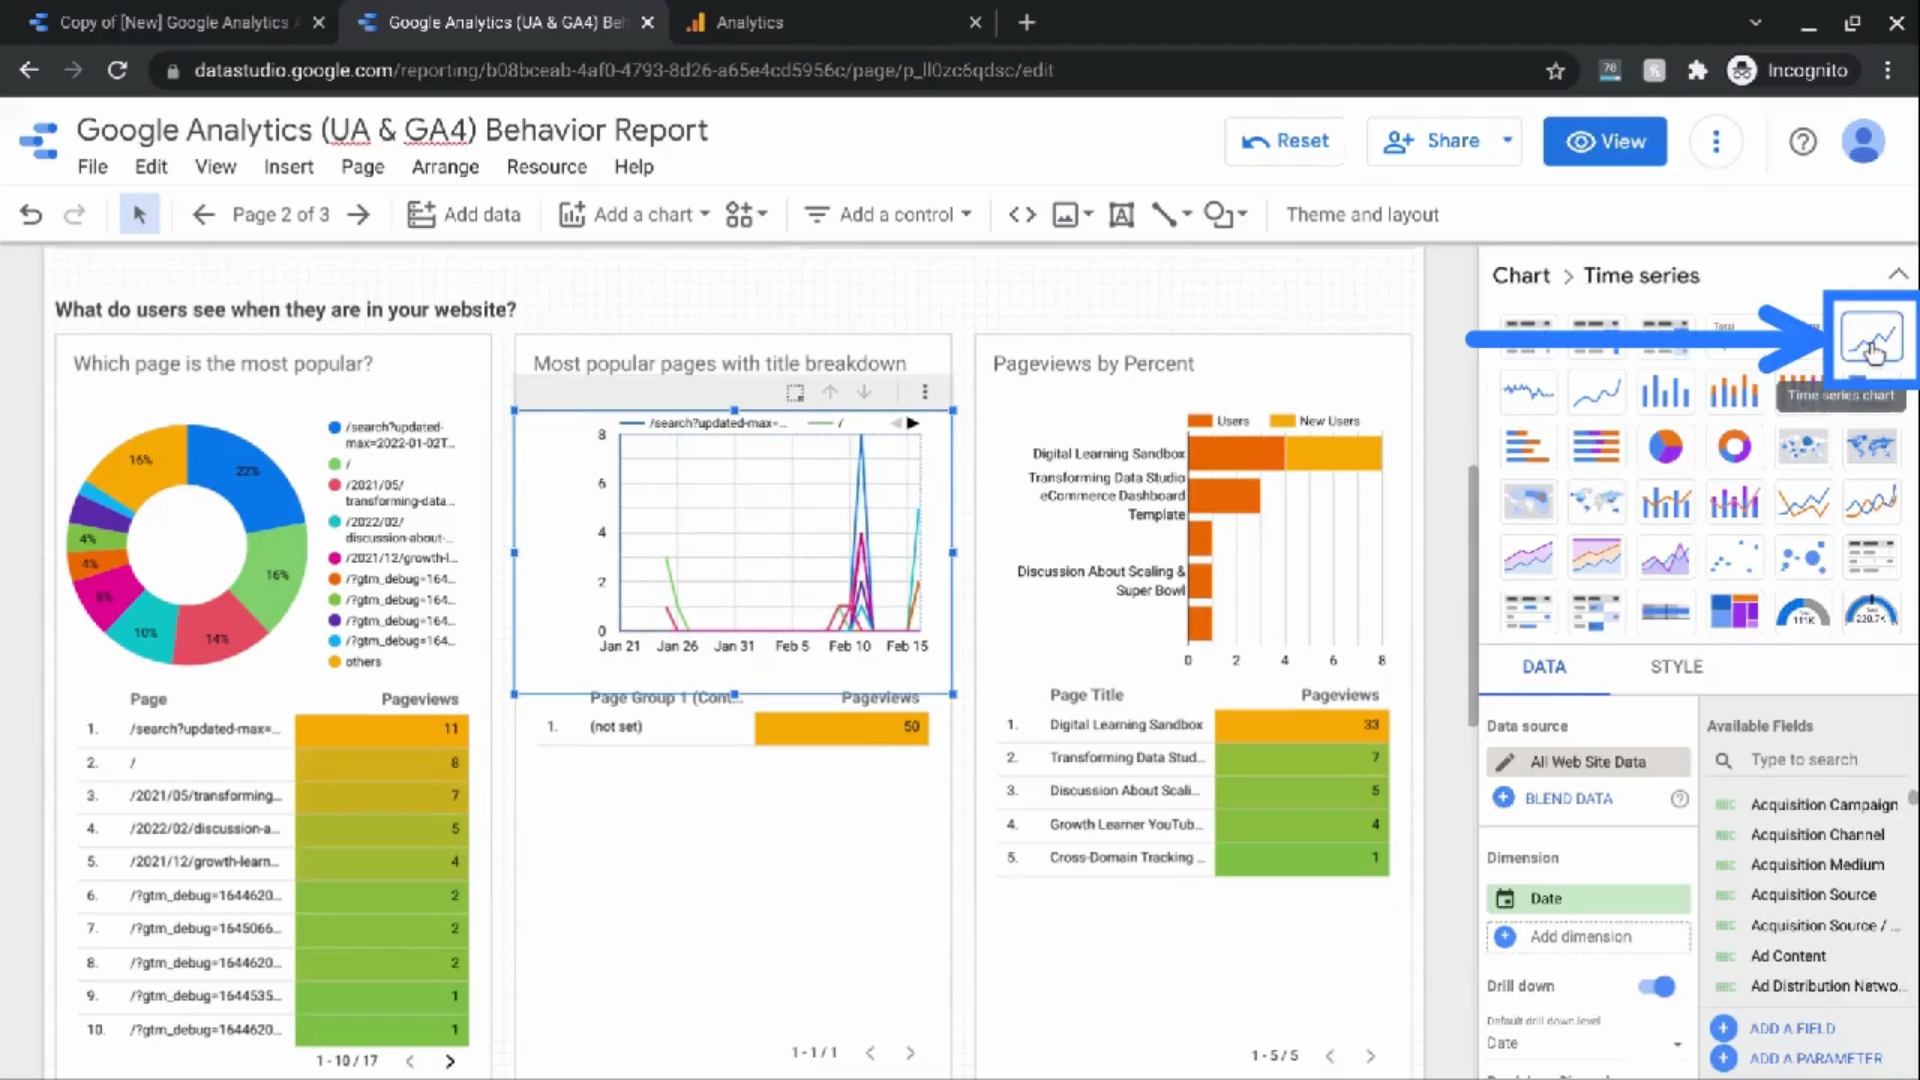 Copy of [New] Google Analytics
Google Analytics (UA & GA4) Beh
Analytics
datastudio.google.com/reporting/b08bceab-4af0-4793-8d26-a65e4cd5956c/page/p_ll0zc6qdsc/edit
78
Incognito
Google Analytics (UA & GA4) Behavior Report
Reset
Share
View
File Edit View Insert Page Arrange Resource Help
Page 2 of 3
Add data
Add a chart
Add a control
Theme and layout
What do users see when they are in your website?
Which page is the most popular?
22%
16%
14%
10%
8%
4%
4%
16%
/search?updated-
max=2022-01-02T...
/
/2021/05/
transforming-data...
/2022/02/
discussion-about-...
/2021/12/growth-l...
/?gtm_debug=164...
/?gtm_debug=164...
/?gtm_debug=164...
/?gtm_debug=164...
others
Page Pageviews
1. /search?updated-max=... 11
2. / 8
3. /2021/05/transforming... 7
4. /2022/02/discussion-a... 5
5. /2021/12/growth-learn... 4
6. /?gtm_debug=1644620... 2
7. /?gtm_debug=1645066... 2
8. /?gtm_debug=1644620... 2
9. /?gtm_debug=1644535... 1
10. /?gtm_debug=1644620... 1
1 - 10 / 17
Most popular pages with title breakdown
/search?updated-max=... /
8
6
4
2
0
Jan 21 Jan 26 Jan 31 Feb 5 Feb 10 Feb 15
Page Group 1 (Cont... Pageviews
1. (not set) 50
1 - 1 / 1
Pageviews by Percent
Users New Users
Digital Learning Sandbox
Transforming Data Studio
eCommerce Dashboard
Template
Discussion About Scaling &
Super Bowl
0 2 4 6 8
Page Title Pageviews
1. Digital Learning Sandbox 33
2. Transforming Data Stud... 7
3. Discussion About Scali... 5
4. Growth Learner YouTub... 4
5. Cross-Domain Tracking ... 1
1 - 5 / 5
Chart > Time series
Total
Time series chart
111K
220.7K
DATA
STYLE
Data source
All Web Site Data
BLEND DATA
Dimension
Date
Add dimension
Drill down
Default drill down level
Date
Available Fields
Type to search
RBC Acquisition Campaign
RBC Acquisition Channel
RBC Acquisition Medium
RBC Acquisition Source
RBC Acquisition Source / ...
RBC Ad Content
RBC Ad Distribution Netwo...
ADD A FIELD
ADD A PARAMETER